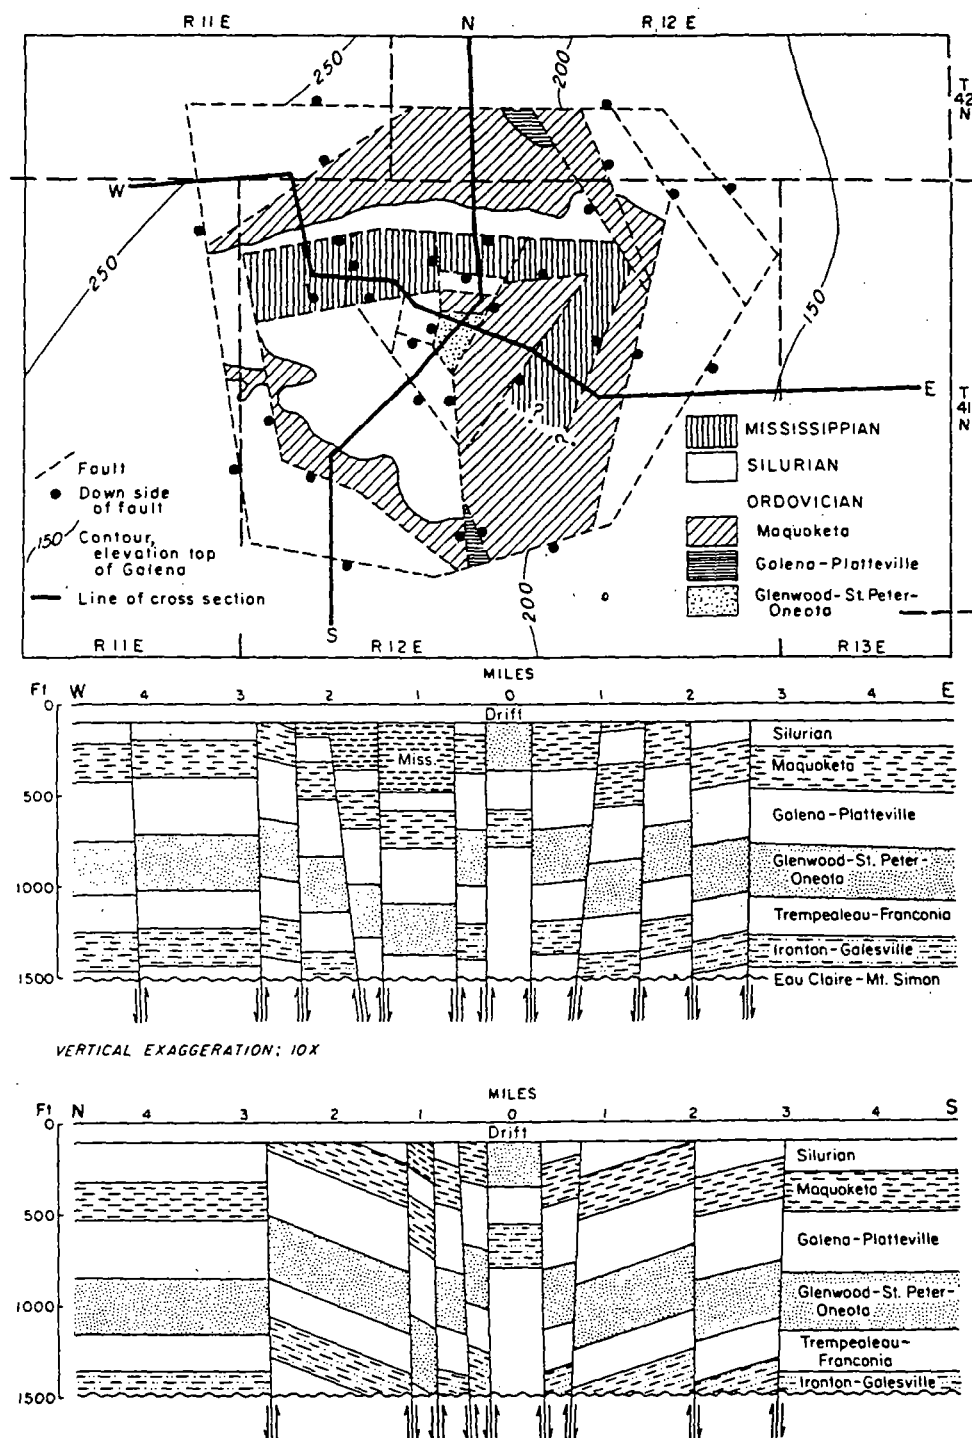 R 11 E N R 12 E
T 42 N
250
200
W
250
150
E
T 41 N
MISSISSIPPIAN
SILURIAN
ORDOVICIAN
Maquoketa
Galena-Platteville
Glenwood-St. Peter-
Oneota
? ?
Fault
Down side
of fault
150
Contour,
elevation top
of Galena
Line of cross section
S
200
R 11 E R 12 E R 13 E
MILES
Ft W 4 3 2 1 0 1 2 3 4 E
0
Drift
Silurian
Maquoketa
Miss.
500
Galena-Platteville
Glenwood-St. Peter-
Oneota
1000
Trempealeau-Franconia
Ironton-Galesville
1500
Eau Claire-Mt. Simon
VERTICAL EXAGGERATION; 10X
MILES
Ft N 4 3 2 1 0 1 2 3 4 S
0
Drift
Silurian
Maquoketa
500
Galena-Platteville
Glenwood-St. Peter-
Oneota
1000
Trempealeau-
Franconia
Ironton-Galesville
1500